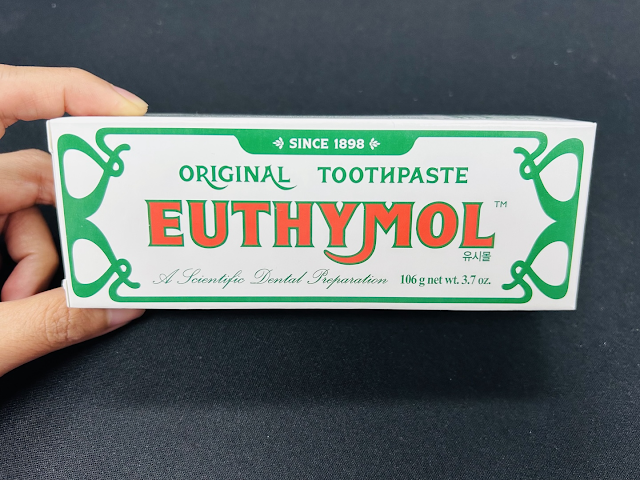 SINCE 1898
ORIGINAL TOOTHPASTE
EUTHYMOL™
유시몰
A Scientific Dental Preparation 106 g net wt. 3.7 oz.